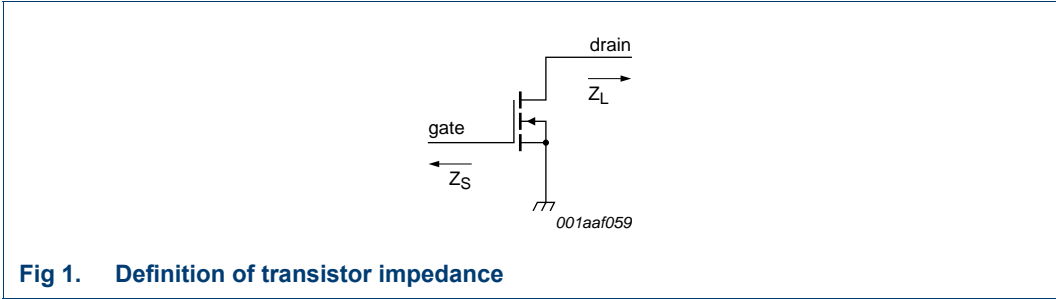 drain
Z_L
gate
Z_S
001aaf059
Fig 1. Definition of transistor impedance